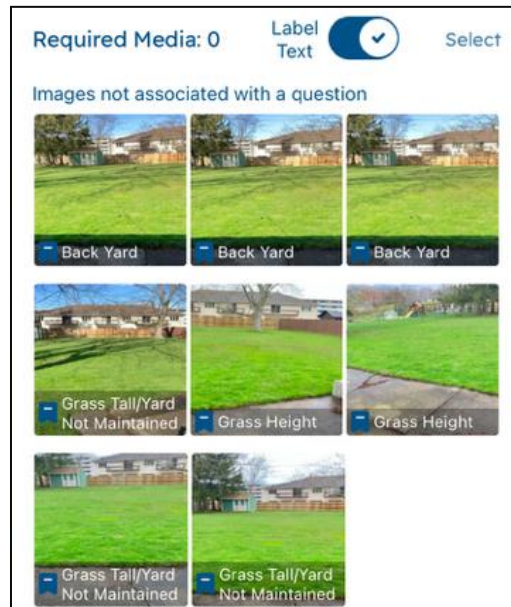 Required Media: 0
Label
Text
Select
Images not associated with a question
Back Yard
Back Yard
Back Yard
Grass Tall/Yard
Not Maintained
Grass Height
Grass Height
Grass Tall/Yard
Not Maintained
Grass Tall/Yard
Not Maintained